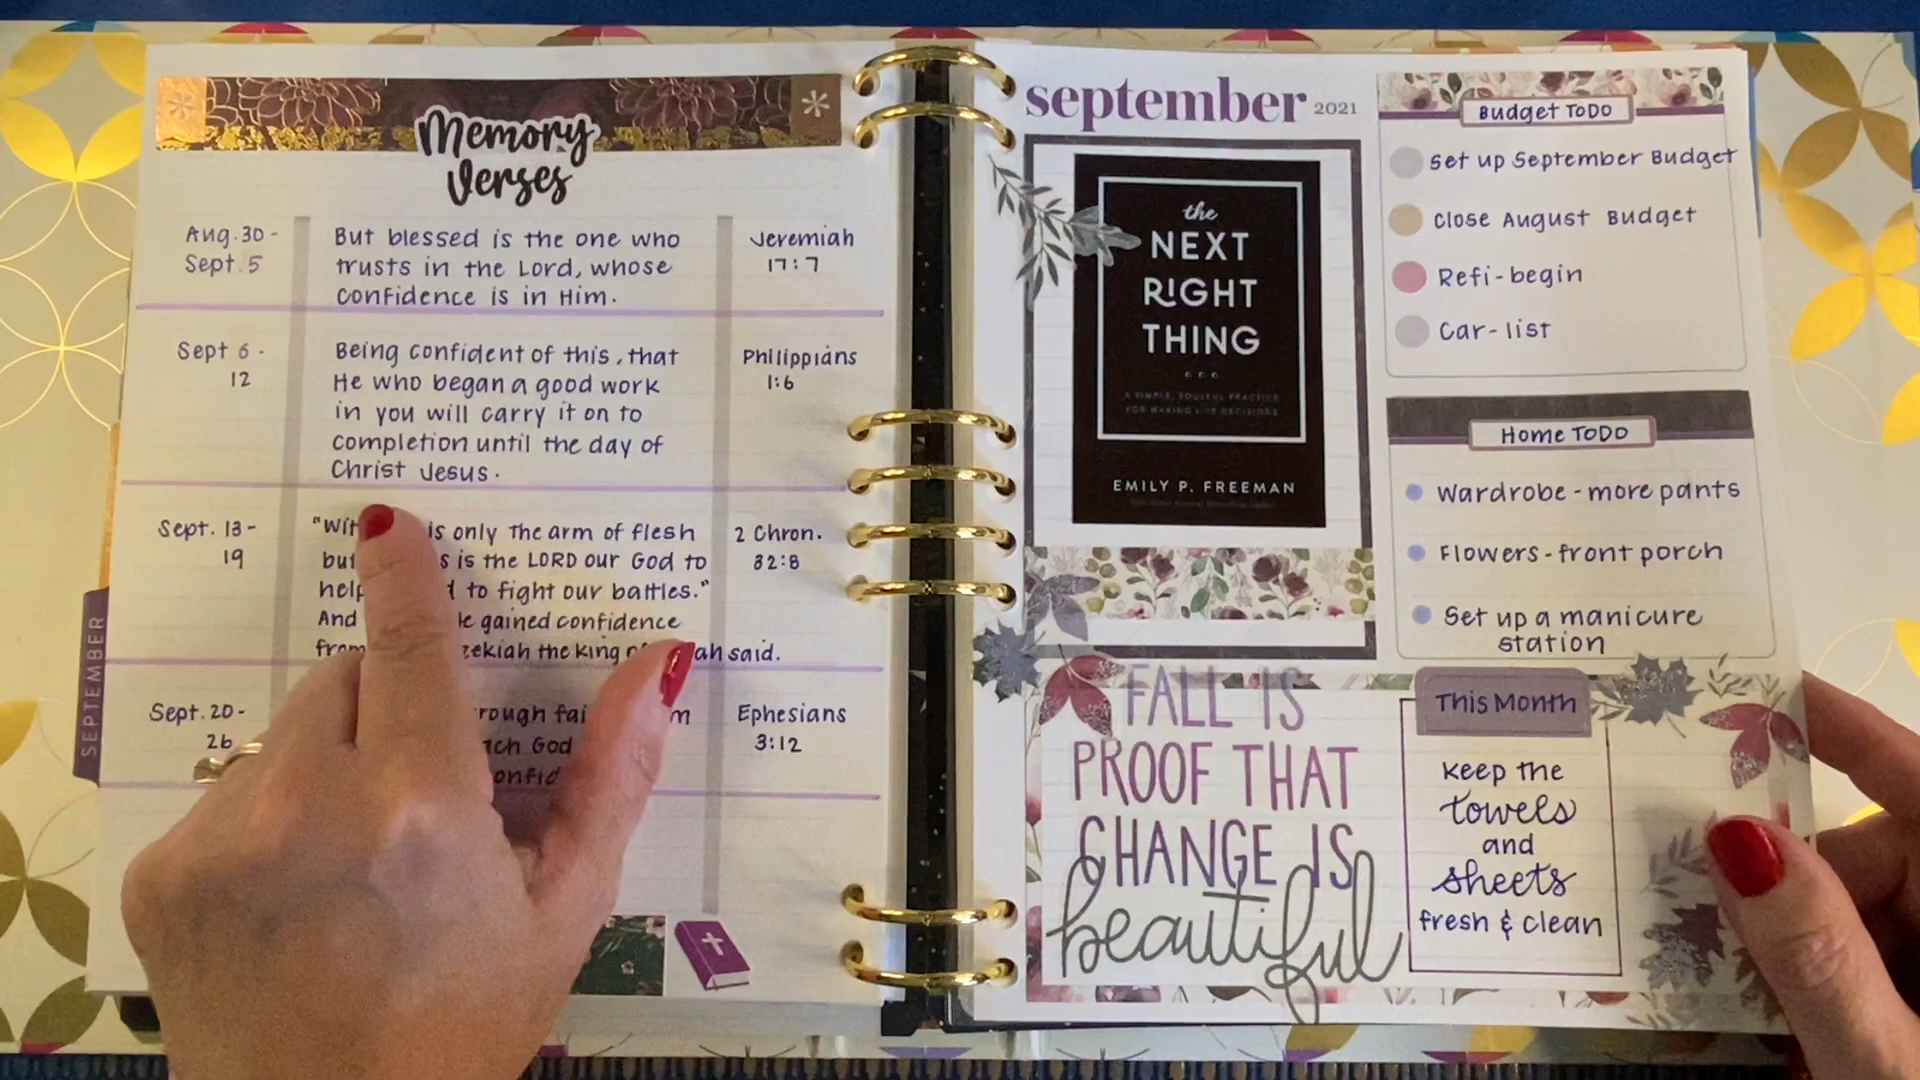 Memory
Verses
Aug. 30 -
Sept. 5
But blessed is the one who
trusts in the Lord, whose
confidence is in Him.
Jeremiah
17:7
Sept 6 -
12
Being confident of this, that
He who began a good work
in you will carry it on to
completion until the day of
Christ Jesus.
Philippians
1:6
Sept. 13 -
19
is only the arm of flesh
is the LORD our God to
to fight our battles."
And gained confidence
the king said.
2 Chron.
32:8
Sept. 20 -
26
God
Ephesians
3:12
SEPTEMBER
september 2021
the
NEXT
RIGHT
THING
A SIMPLE, SOULFUL PRACTICE
FOR MAKING LIFE DECISIONS
EMILY P. FREEMAN
Budget TODO
Set up September Budget
Close August Budget
Refi - begin
Car - list
Home TODO
Wardrobe - more pants
Flowers - front porch
Set up a manicure
station
FALL IS
PROOF THAT
CHANGE IS
beautiful
This Month
keep the
towels
and
sheets
fresh & clean